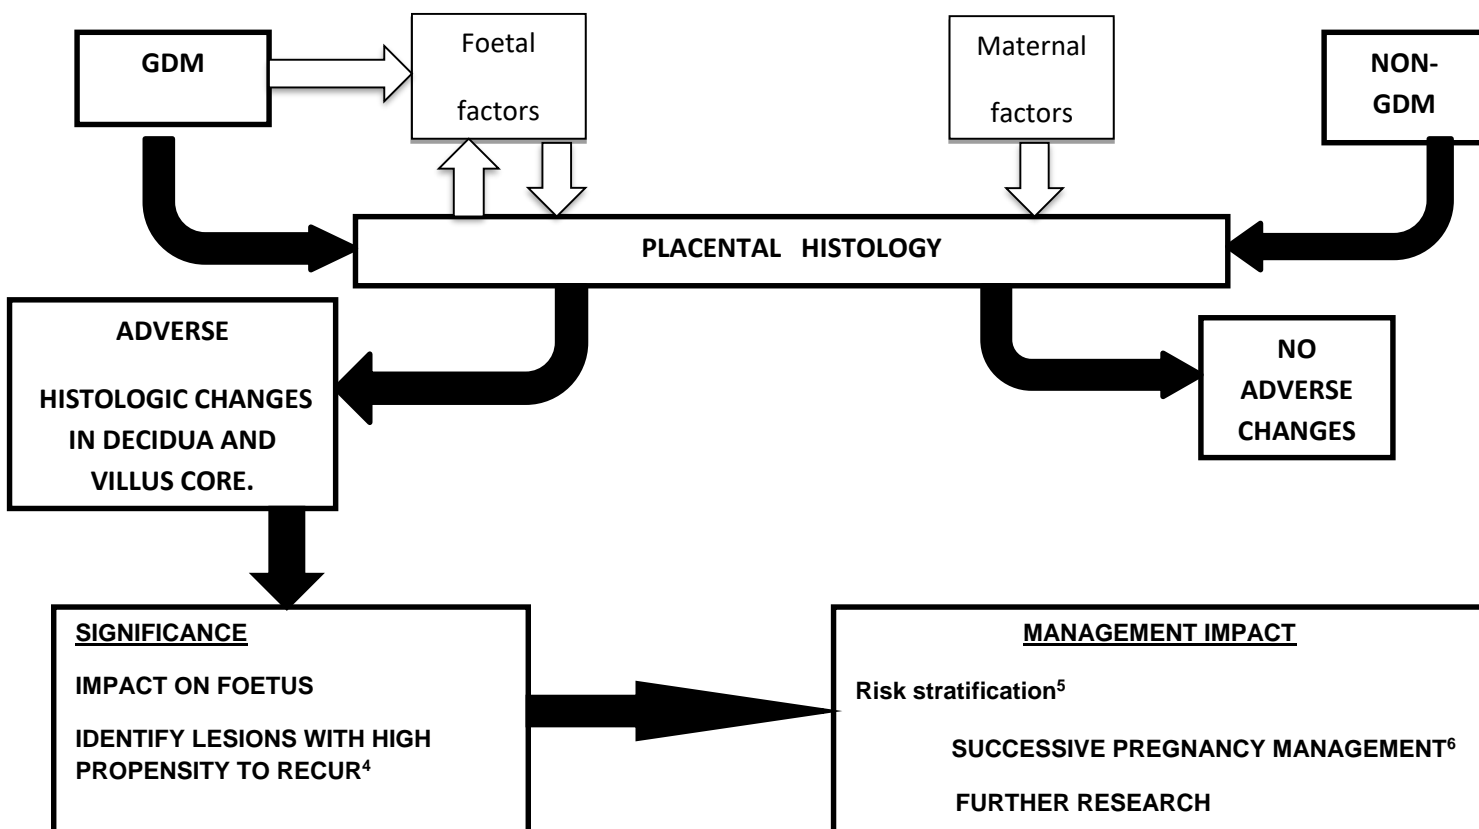 GDM
Foetal
factors
Maternal
factors
NON-
GDM
PLACENTAL HISTOLOGY
ADVERSE
HISTOLOGIC CHANGES
IN DECIDUA AND
VILLUS CORE.
NO
ADVERSE
CHANGES
SIGNIFICANCE
IMPACT ON FOETUS
IDENTIFY LESIONS WITH HIGH
PROPENSITY TO RECUR⁴
MANAGEMENT IMPACT
Risk stratification⁵
SUCCESSIVE PREGNANCY MANAGEMENT⁶
FURTHER RESEARCH